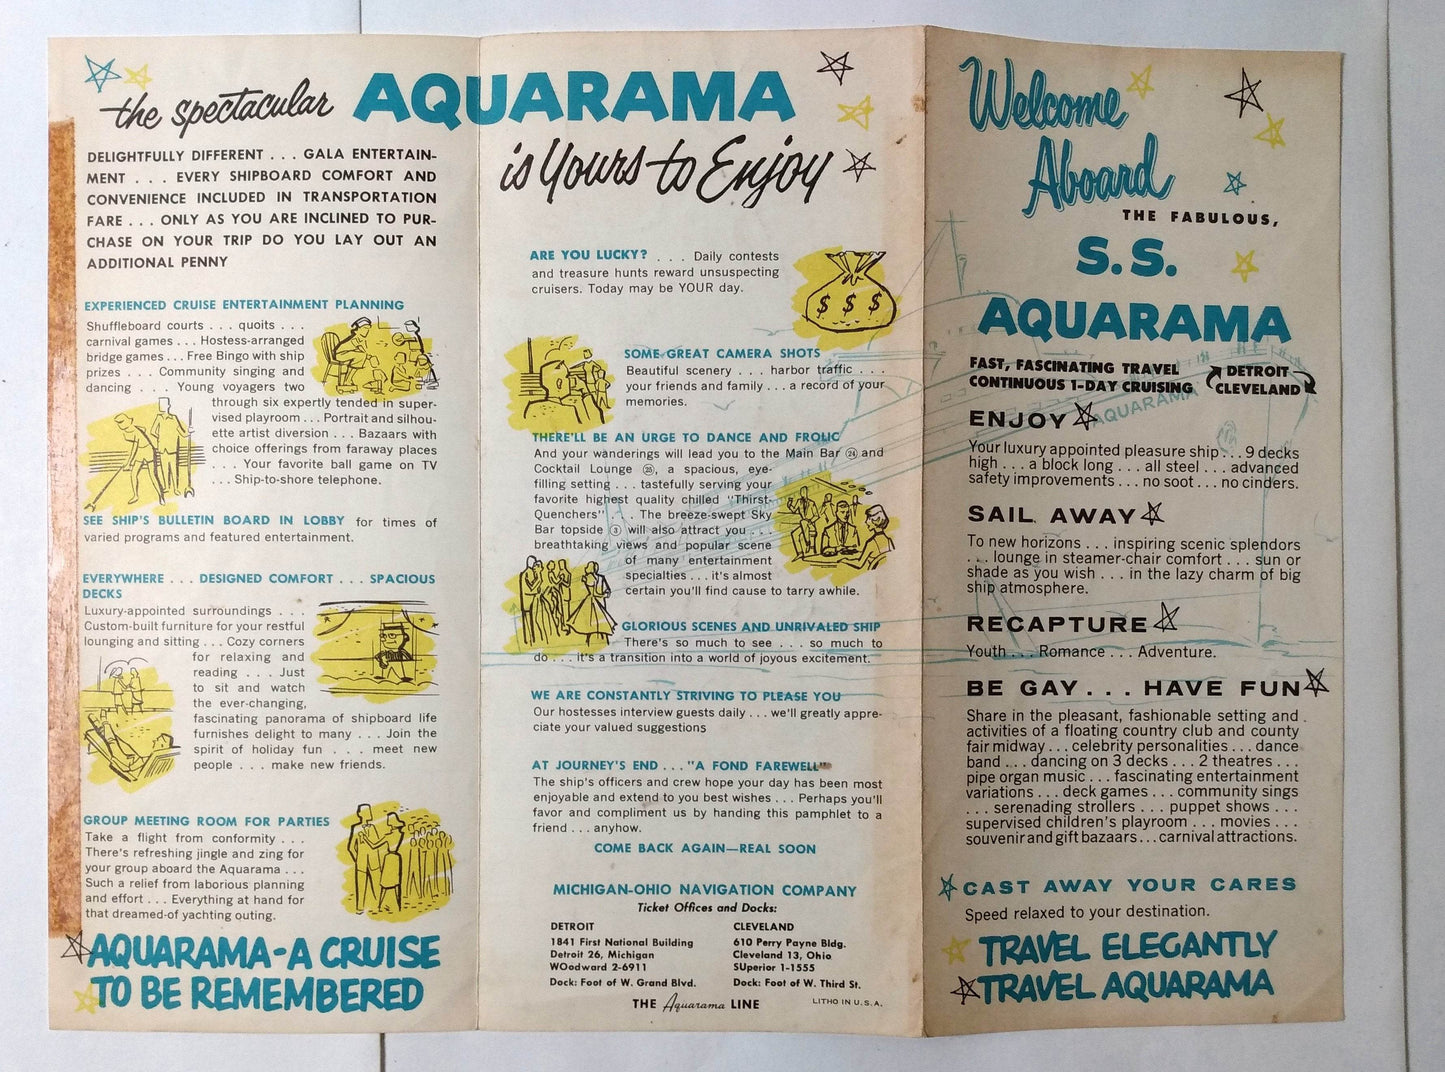 the spectacular AQUARAMA
is Yours to Enjoy
DELIGHTFULLY DIFFERENT . . . GALA ENTERTAIN-
MENT . . . EVERY SHIPBOARD COMFORT AND
CONVENIENCE INCLUDED IN TRANSPORTATION
FARE . . . ONLY AS YOU ARE INCLINED TO PUR-
CHASE ON YOUR TRIP DO YOU LAY OUT AN
ADDITIONAL PENNY
EXPERIENCED CRUISE ENTERTAINMENT PLANNING
Shuffleboard courts . . . quoits . . .
carnival games . . . Hostess-arranged
bridge games . . . Free Bingo with ship
prizes . . . Community singing and
dancing . . . Young voyagers two
through six expertly tended in super-
vised playroom . . . Portrait and silhou-
ette artist diversion . . . Bazaars with
choice offerings from faraway places
. . . Your favorite ball game on TV
. . . Ship-to-shore telephone.
SEE SHIP'S BULLETIN BOARD IN LOBBY for times of
varied programs and featured entertainment.
EVERYWHERE . . . DESIGNED COMFORT . . . SPACIOUS
DECKS
Luxury-appointed surroundings . . .
Custom-built furniture for your restful
lounging and sitting . . . Cozy corners
for relaxing and
reading . . . Just
to sit and watch
the ever-changing,
fascinating panorama of shipboard life
furnishes delight to many . . . Join the
spirit of holiday fun . . . meet new
people . . . make new friends.
GROUP MEETING ROOM FOR PARTIES
Take a flight from conformity . . .
There's refreshing jingle and zing for
your group aboard the Aquarama . . .
Such a relief from laborious planning
and effort . . . Everything at hand for
that dreamed-of yachting outing.
AQUARAMA-A CRUISE
TO BE REMEMBERED
ARE YOU LUCKY? . . . Daily contests
and treasure hunts reward unsuspecting
cruisers. Today may be YOUR day.
$ $ $
SOME GREAT CAMERA SHOTS
Beautiful scenery . . . harbor traffic . . .
your friends and family . . . a record of your
memories.
THERE'LL BE AN URGE TO DANCE AND FROLIC
And your wanderings will lead you to the Main Bar 24 and
Cocktail Lounge 25, a spacious, eye-
filling setting . . . tastefully serving your
favorite highest quality chilled "Thirst-
Quenchers" . . . The breeze-swept Sky
Bar topside 3 will also attract you . . .
breathtaking views and popular scene
of many entertainment
specialties . . . it's almost
certain you'll find cause to tarry awhile.
GLORIOUS SCENES AND UNRIVALED SHIP
There's so much to see . . . so much to
do . . . it's a transition into a world of joyous excitement.
WE ARE CONSTANTLY STRIVING TO PLEASE YOU
Our hostesses interview guests daily . . . we'll greatly appre-
ciate your valued suggestions
AT JOURNEY'S END . . . "A FOND FAREWELL"
The ship's officers and crew hope your day has been most
enjoyable and extend to you best wishes . . . Perhaps you'll
favor and compliment us by handing this pamphlet to a
friend . . . anyhow.
COME BACK AGAIN—REAL SOON
MICHIGAN-OHIO NAVIGATION COMPANY
Ticket Offices and Docks:
DETROIT
1841 First National Building
Detroit 26, Michigan
WOodward 2-6911
Dock: Foot of W. Grand Blvd.
CLEVELAND
610 Perry Payne Bldg.
Cleveland 13, Ohio
SUperior 1-1555
Dock: Foot of W. Third St.
THE Aquarama LINE
LITHO IN U.S.A.
Welcome
Aboard
THE FABULOUS,
S.S.
AQUARAMA
FAST, FASCINATING TRAVEL
CONTINUOUS 1-DAY CRUISING
DETROIT
CLEVELAND
AQUARAMA
ENJOY
Your luxury appointed pleasure ship . . . 9 decks
high . . . a block long . . . all steel . . . advanced
safety improvements . . . no soot . . . no cinders.
SAIL AWAY
To new horizons . . . inspiring scenic splendors
. . . lounge in steamer-chair comfort . . . sun or
shade as you wish . . . in the lazy charm of big
ship atmosphere.
RECAPTURE
Youth . . . Romance . . . Adventure.
BE GAY . . . HAVE FUN
Share in the pleasant, fashionable setting and
activities of a floating country club and county
fair midway . . . celebrity personalities . . . dance
band . . . dancing on 3 decks . . . 2 theatres . . .
pipe organ music . . . fascinating entertainment
variations . . . deck games . . . community sings
. . . serenading strollers . . . puppet shows . . .
supervised children's playroom . . . movies . . .
souvenir and gift bazaars . . . carnival attractions.
CAST AWAY YOUR CARES
Speed relaxed to your destination.
TRAVEL ELEGANTLY
TRAVEL AQUARAMA